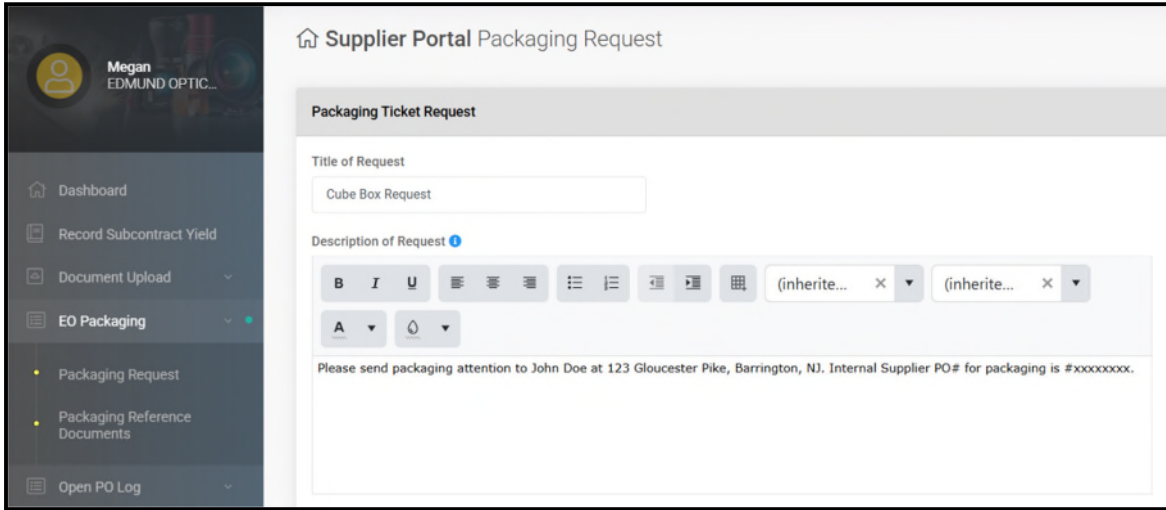 Megan
EDMUND OPTIC...
Dashboard
Record Subcontract Yield
Document Upload
EO Packaging
Packaging Request
Packaging Reference
Documents
Open PO Log
Supplier Portal Packaging Request
Packaging Ticket Request
Title of Request
Cube Box Request
Description of Request
B I U (inherite... (inherite...
A
Please send packaging attention to John Doe at 123 Gloucester Pike, Barrington, NJ. Internal Supplier PO# for packaging is #xxxxxxxx.